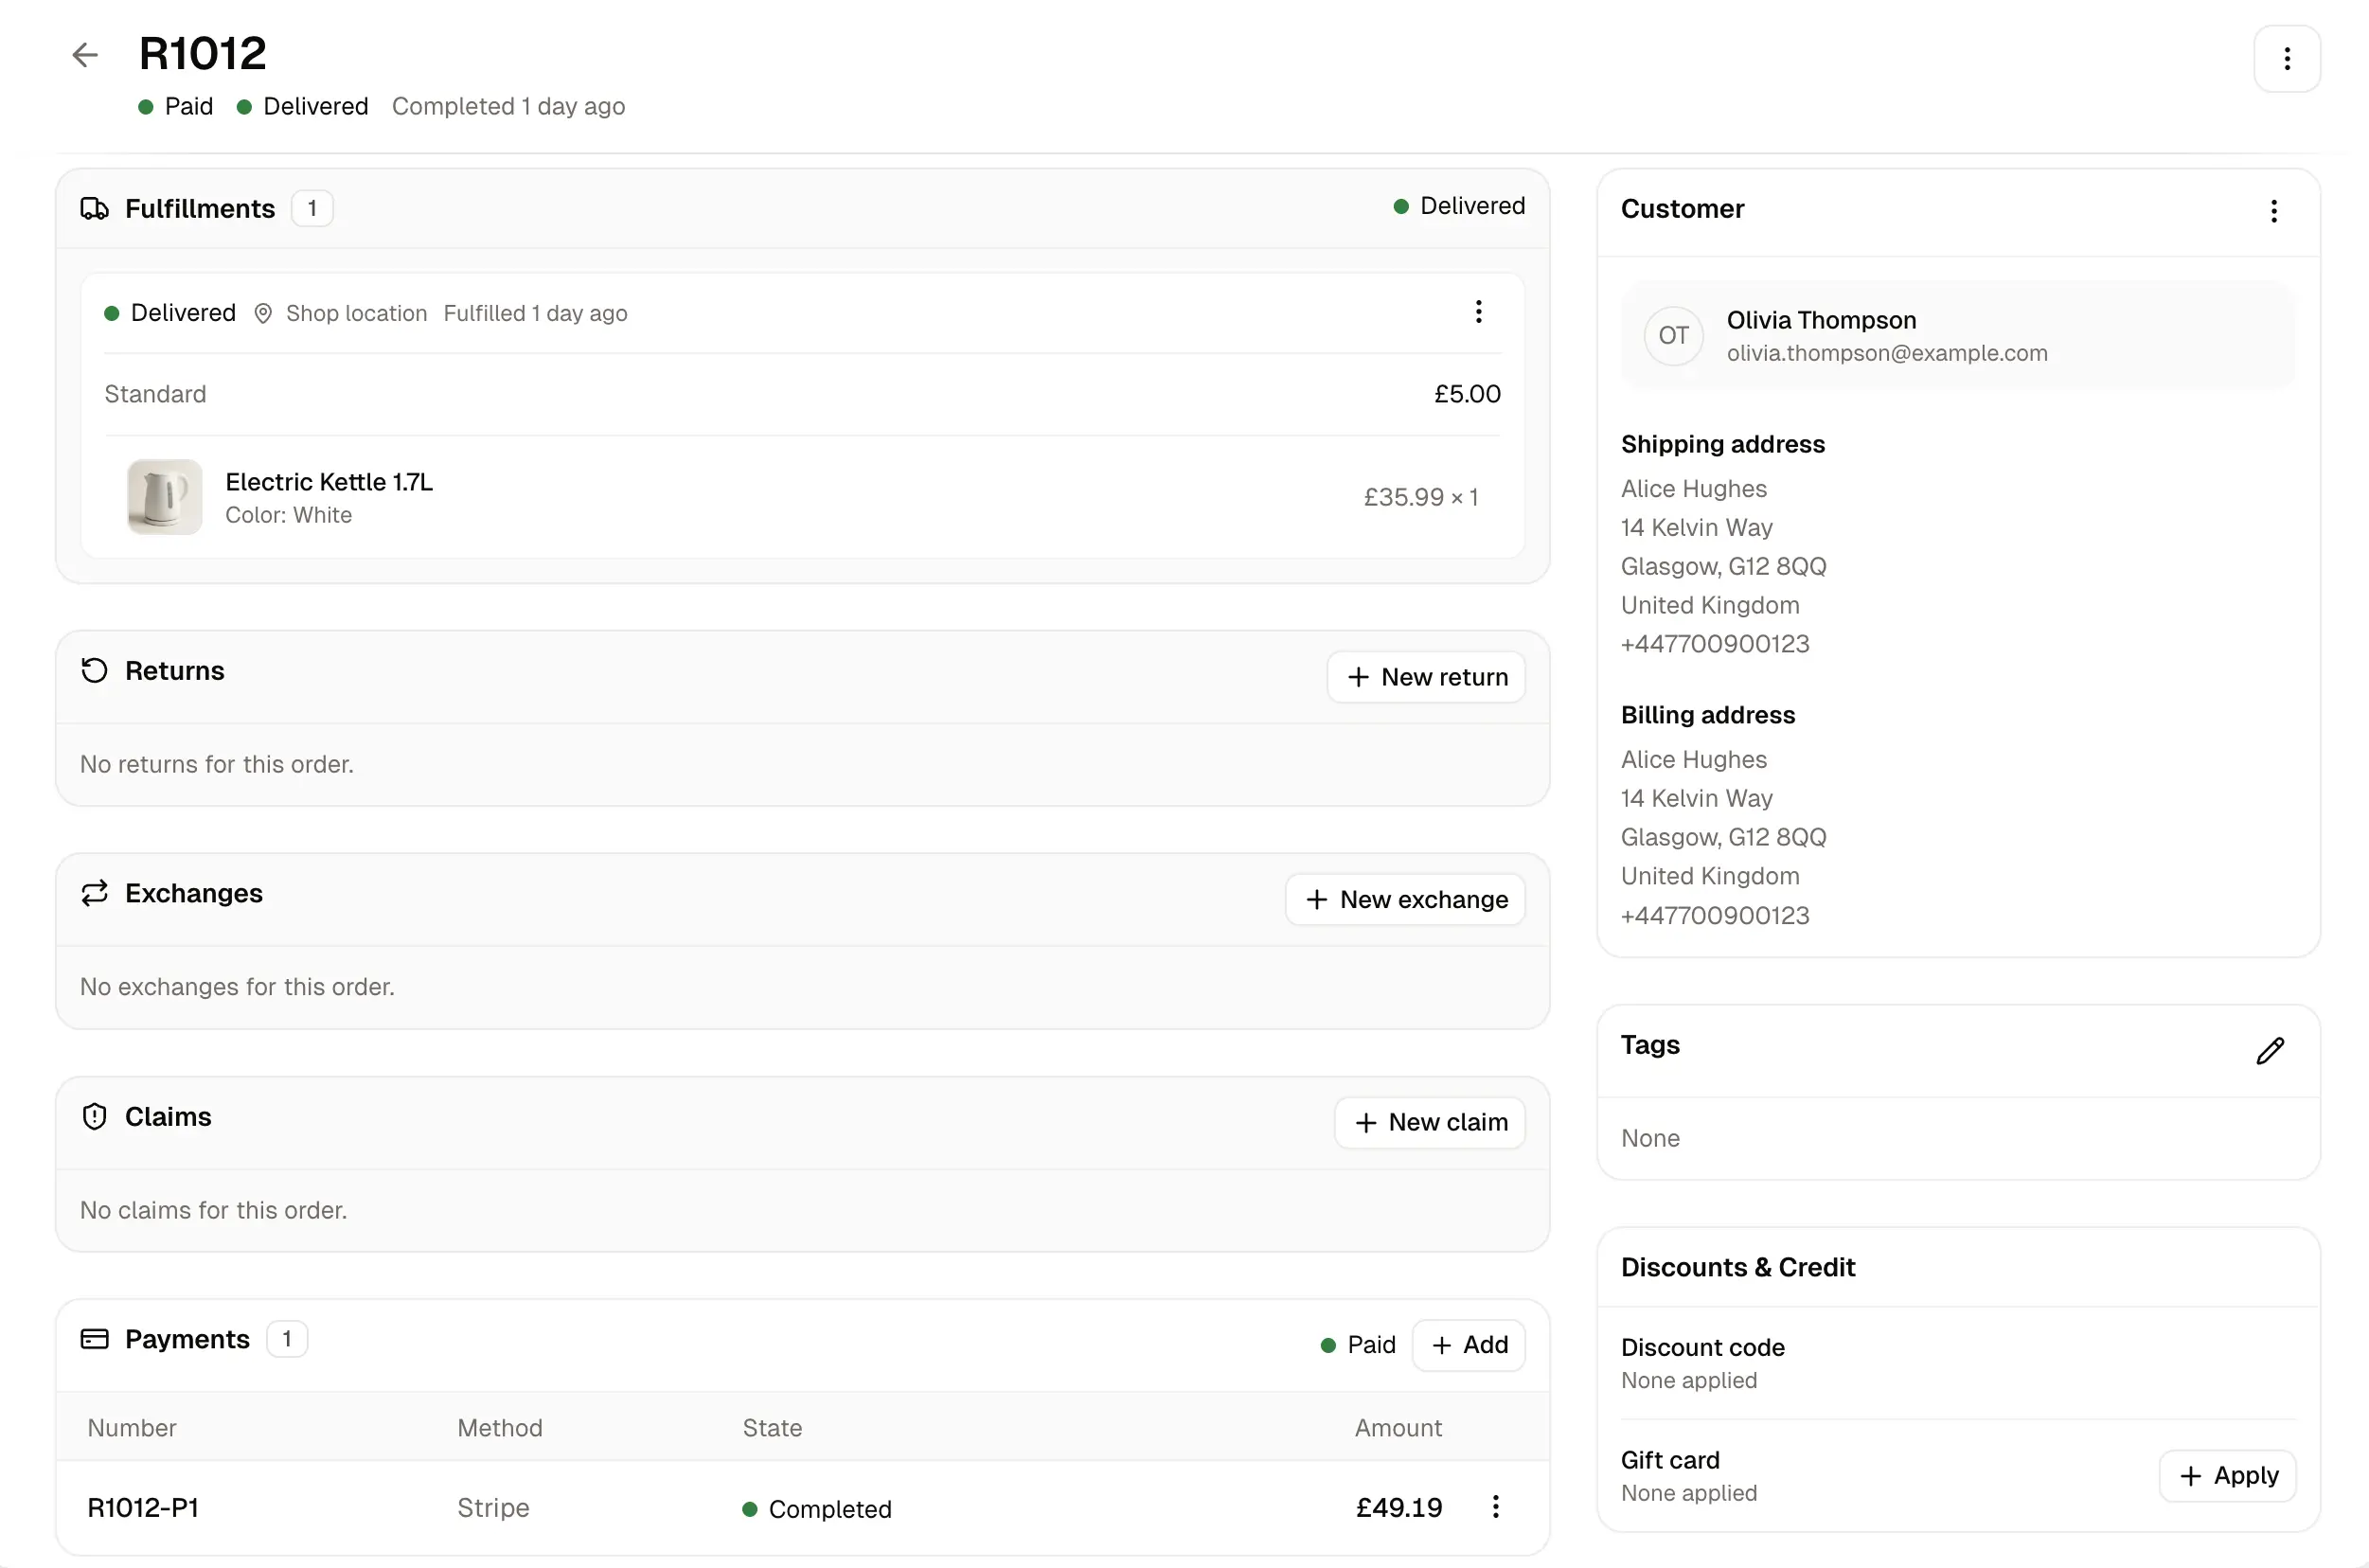 R1012
Paid Delivered Completed 1 day ago
Fulfillments 1 Delivered
Delivered Shop location Fulfilled 1 day ago
Standard £5.00
Electric Kettle 1.7L
Color: White
£35.99 × 1
Returns New return
No returns for this order.
Exchanges New exchange
No exchanges for this order.
Claims New claim
No claims for this order.
Payments 1 Paid Add
Number Method State Amount
R1012-P1 Stripe Completed £49.19
Customer
OT
Olivia Thompson
olivia.thompson@example.com
Shipping address
Alice Hughes
14 Kelvin Way
Glasgow, G12 8QQ
United Kingdom
+447700900123
Billing address
Alice Hughes
14 Kelvin Way
Glasgow, G12 8QQ
United Kingdom
+447700900123
Tags
None
Discounts & Credit
Discount code
None applied
Gift card
None applied
Apply